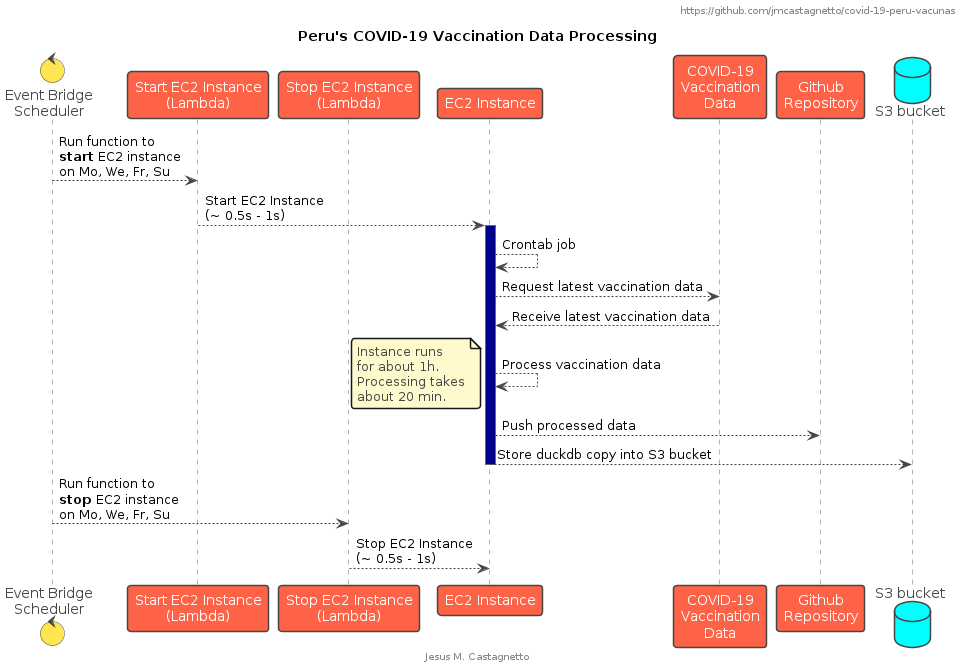 https://github.com/jmcastagnetto/covid-19-peru-vacunas
Peru's COVID-19 Vaccination Data Processing
Event Bridge
Scheduler
Start EC2 Instance
(Lambda)
Stop EC2 Instance
(Lambda)
EC2 Instance
COVID-19
Vaccination
Data
Github
Repository
S3 bucket
Run function to
start EC2 instance
on Mo, We, Fr, Su
Start EC2 Instance
(~ 0.5s - 1s)
Crontab job
Request latest vaccination data
Receive latest vaccination data
Instance runs
for about 1h.
Processing takes
about 20 min.
Process vaccination data
Push processed data
Store duckdb copy into S3 bucket
Run function to
stop EC2 instance
on Mo, We, Fr, Su
Stop EC2 Instance
(~ 0.5s - 1s)
Event Bridge
Scheduler
Start EC2 Instance
(Lambda)
Stop EC2 Instance
(Lambda)
EC2 Instance
COVID-19
Vaccination
Data
Github
Repository
S3 bucket
Jesus M. Castagnetto